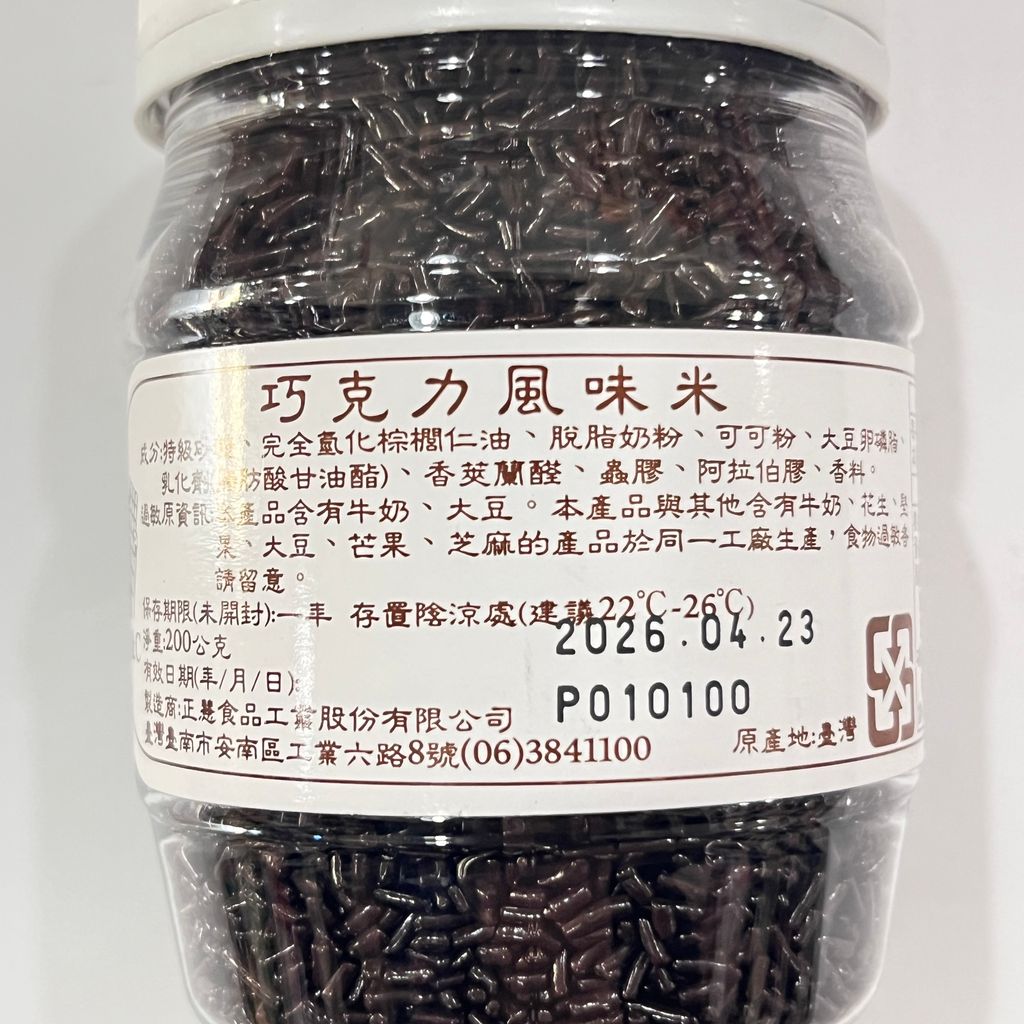 巧克力風味米
成分:特級、完全氫化棕櫚仁油、脫脂奶粉、可可粉、大豆卵磷脂、
乳化劑脂肪酸甘油酯)、香莢蘭醛、蟲膠、阿拉伯膠、香料。
過敏原資訊:本產品含有牛奶、大豆。本產品與其他含有牛奶、花生、堅
果、大豆、芒果、芝麻的產品於同一工廠生產，食物過敏者
請留意。
保存期限(未開封):一年 存置陰涼處(建議22℃-26℃)
淨重:200公克
2026.04.23
有效日期(年/月/日):
P010100
製造商:正慧食品工業股份有限公司
臺灣臺南市安南區工業六路8號(06)3841100
原產地:臺灣